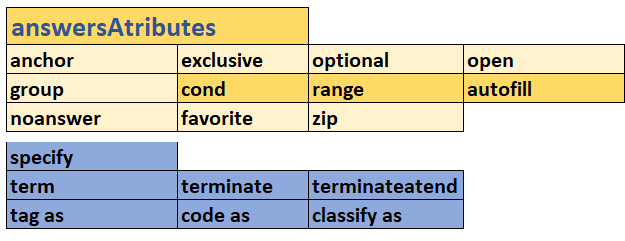 answersAtributes
anchor exclusive optional open
group cond range autofill
noanswer favorite zip
specify
term terminate terminateatend
tag as code as classify as